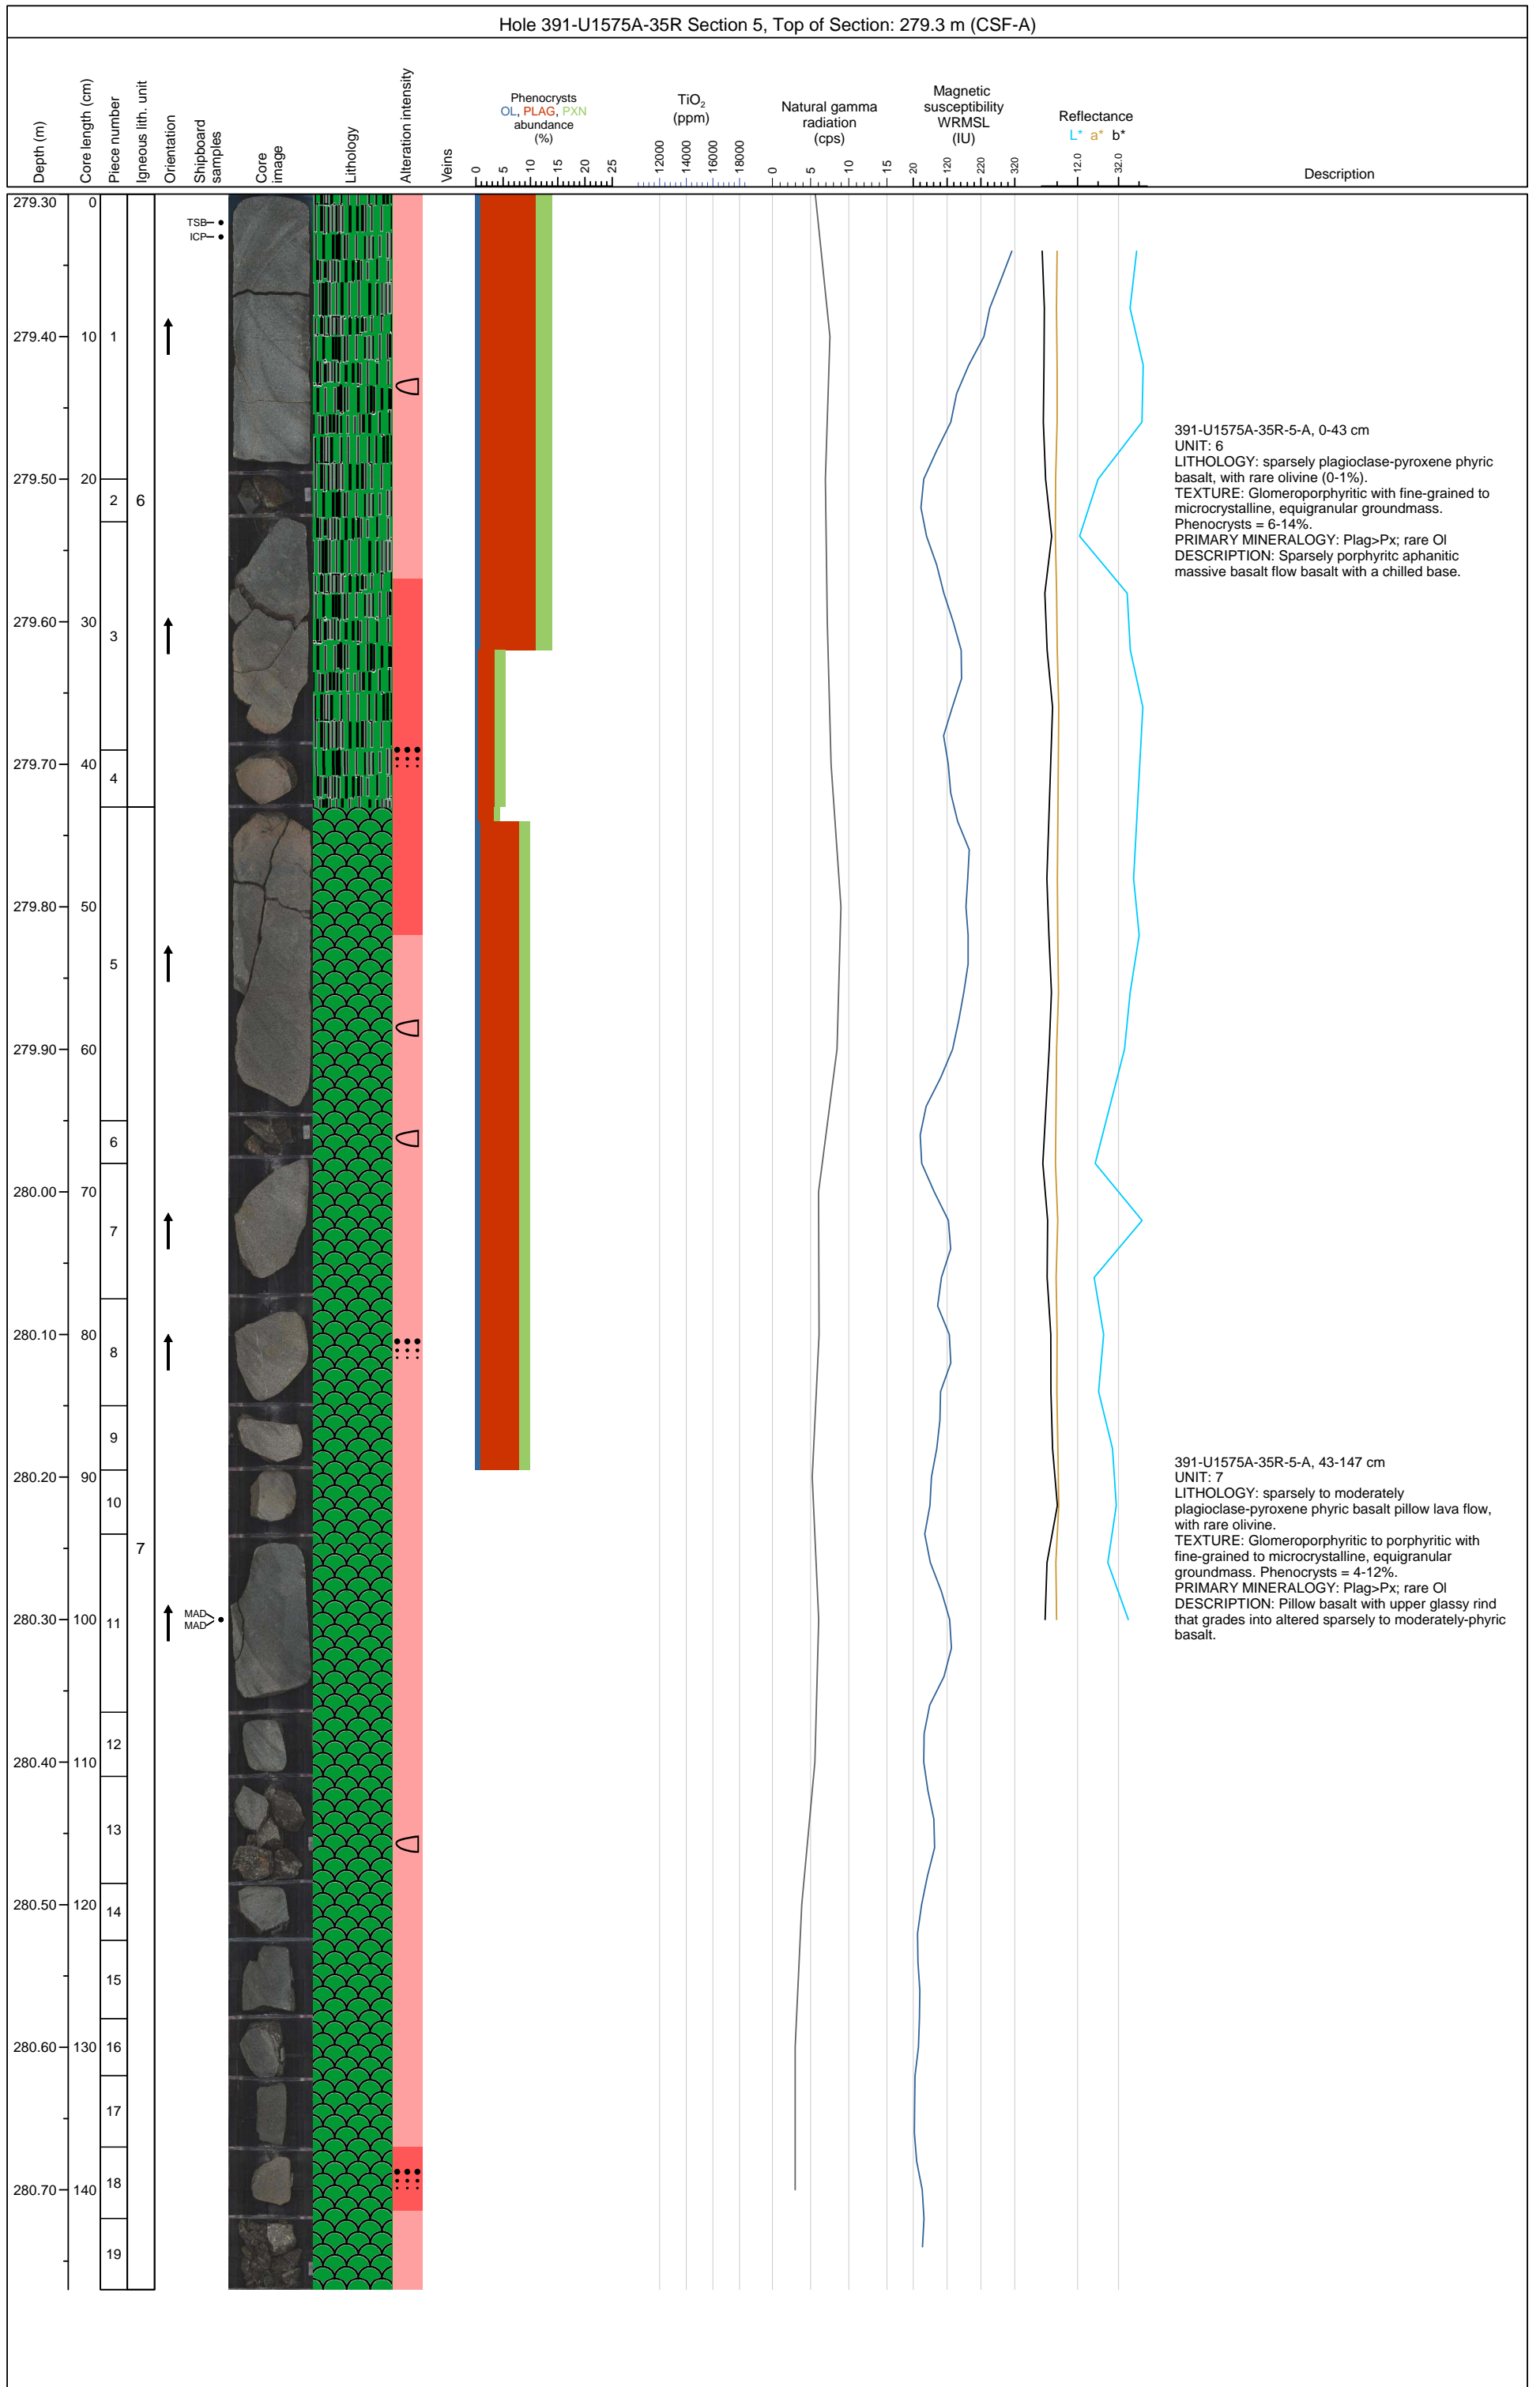 Hole 391-U1575A-35R Section 5, Top of Section: 279.3 m (CSF-A)
Depth (m)
Core length (cm)
Piece number
Igneous lith. unit
Orientation
Shipboard
samples
Core
image
Lithology
Alteration intensity
Veins
Phenocrysts
OL, PLAG, PXN
abundance
(%)
0 5 10 15 20 25
TiO2
(ppm)
12000 14000 16000 18000
Natural gamma
radiation
(cps)
0 5 10 15
Magnetic
susceptibility
WRMSL
(IU)
20 120 220 320
Reflectance
L* a* b*
12.0 32.0
Description
279.30 0
TSB
ICP
279.40 10 1
391-U1575A-35R-5-A, 0-43 cm
UNIT: 6
LITHOLOGY: sparsely plagioclase-pyroxene phyric
basalt, with rare olivine (0-1%).
TEXTURE: Glomeroporphyritic with fine-grained to
microcrystalline, equigranular groundmass.
Phenocrysts = 6-14%.
PRIMARY MINERALOGY: Plag>Px; rare Ol
DESCRIPTION: Sparsely porphyritc aphanitic
massive basalt flow basalt with a chilled base.
279.50 20
2 6
279.60 30
3
279.70 40
4
279.80 50
5
279.90 60
6
280.00 70
7
280.10 80
8
9
280.20 90
10
7
391-U1575A-35R-5-A, 43-147 cm
UNIT: 7
LITHOLOGY: sparsely to moderately
plagioclase-pyroxene phyric basalt pillow lava flow,
with rare olivine.
TEXTURE: Glomeroporphyritic to porphyritic with
fine-grained to microcrystalline, equigranular
groundmass. Phenocrysts = 4-12%.
PRIMARY MINERALOGY: Plag>Px; rare Ol
DESCRIPTION: Pillow basalt with upper glassy rind
that grades into altered sparsely to moderately-phyric
basalt.
MAD
MAD
280.30 100 11
12
280.40 110
13
280.50 120
14
15
280.60 130 16
17
18
280.70 140
19